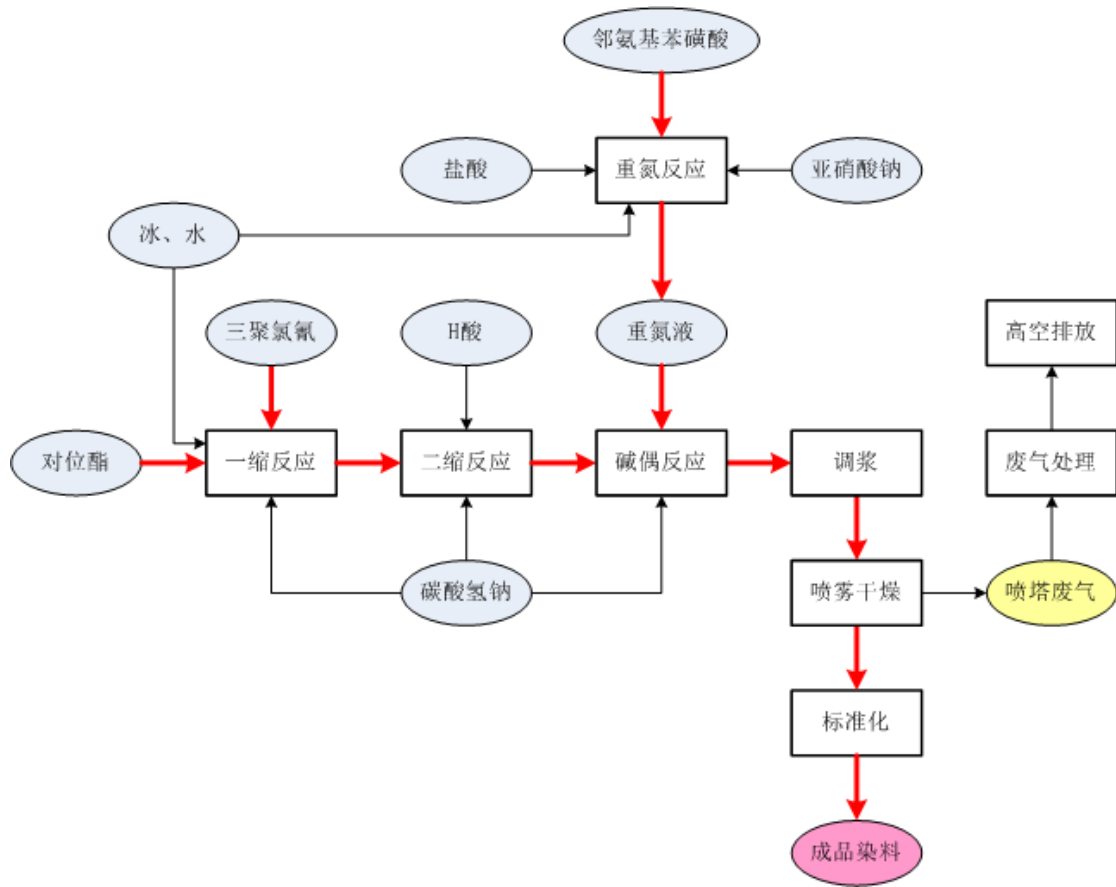 邻氨基苯磺酸
盐酸
重氮反应
亚硝酸钠
冰、水
三聚氯氰
H酸
重氮液
高空排放
对位酯
一缩反应
二缩反应
碱偶反应
调浆
废气处理
碳酸氢钠
喷雾干燥
喷塔废气
标准化
成品染料